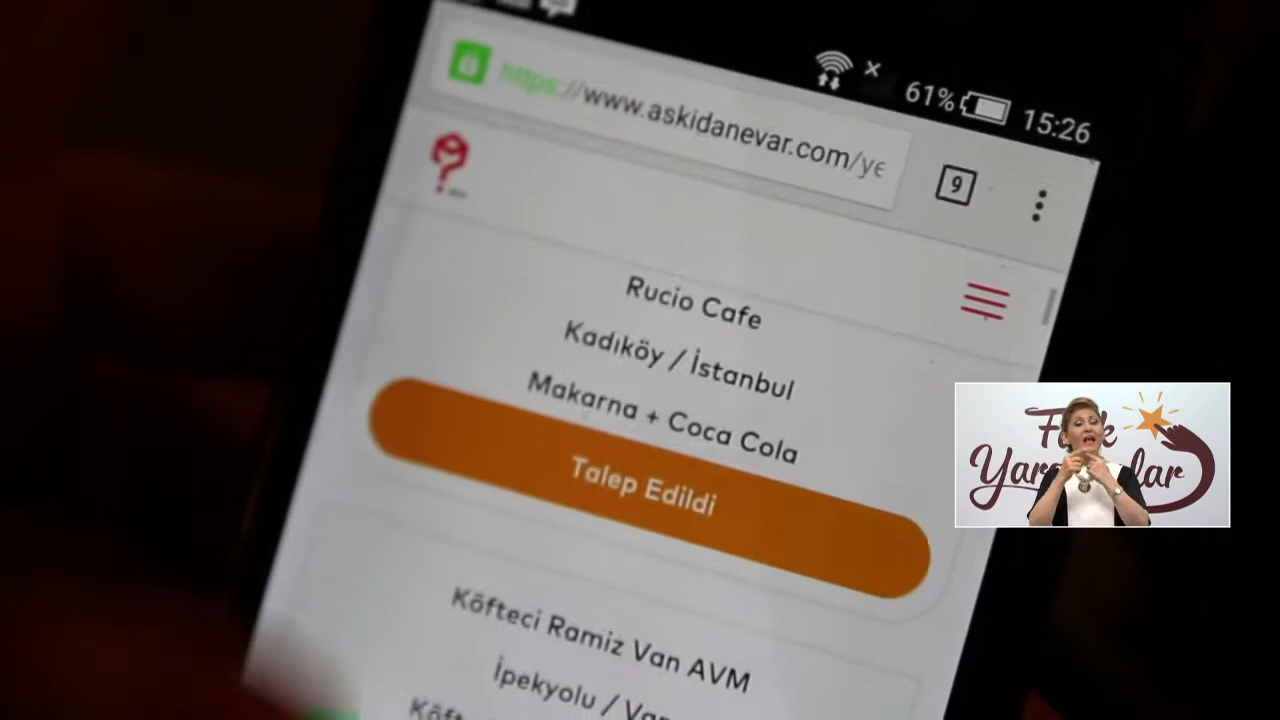 61% 15:26
https://www.askidanevar.com/ye
9
Rucio Cafe
Kadıköy / İstanbul
Makarna + Coca Cola
Talep Edildi
Köfteci Ramiz Van AVM
İpekyolu / Van